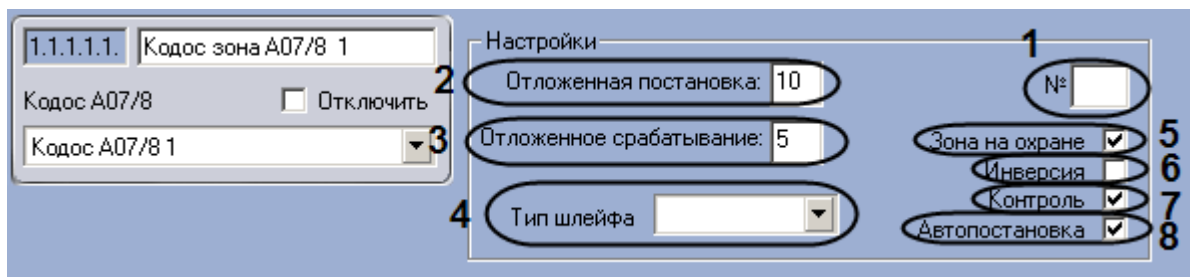 1.1.1.1.1. Кодос зона А07/8 1
Кодос А07/8 Отключить
Кодос А07/8 1
Настройки
1
№
2 Отложенная постановка: 10
3 Отложенное срабатывание: 5
4 Тип шлейфа
Зона на охране 5
Инверсия 6
Контроль 7
Автопостановка 8